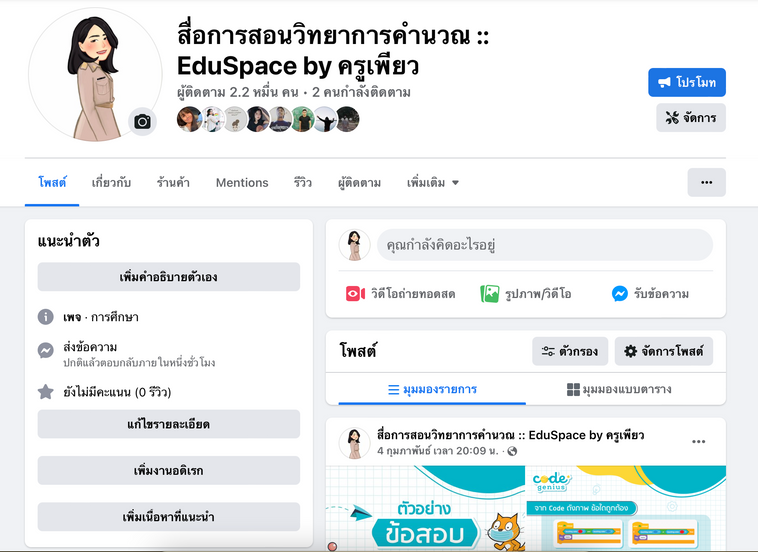 สื่อการสอนวิทยาการคำนวณ ::
EduSpace by ครูเพียว
ผู้ติดตาม 2.2 หมื่น คน • 2 คนกำลังติดตาม
โปรโมท
จัดการ
โพสต์ เกี่ยวกับ ร้านค้า Mentions รีวิว ผู้ติดตาม เพิ่มเติม
แนะนำตัว
เพิ่มคำอธิบายตัวเอง
เพจ · การศึกษา
ส่งข้อความ
ปกติแล้วตอบกลับภายในหนึ่งชั่วโมง
ยังไม่มีคะแนน (0 รีวิว)
แก้ไขรายละเอียด
เพิ่มงานอดิเรก
เพิ่มเนื้อหาที่แนะนำ
คุณกำลังคิดอะไรอยู่
วิดีโอถ่ายทอดสด รูปภาพ/วิดีโอ รับข้อความ
โพสต์ ตัวกรอง จัดการโพสต์
มุมมองรายการ มุมมองแบบตาราง
สื่อการสอนวิทยาการคำนวณ :: EduSpace by ครูเพียว
4 กุมภาพันธ์ เวลา 20:09 น. ·
ตัวอย่าง
ข้อสอบ
code
genius
จาก Code ดังภาพ ข้อใดถูกต้อง